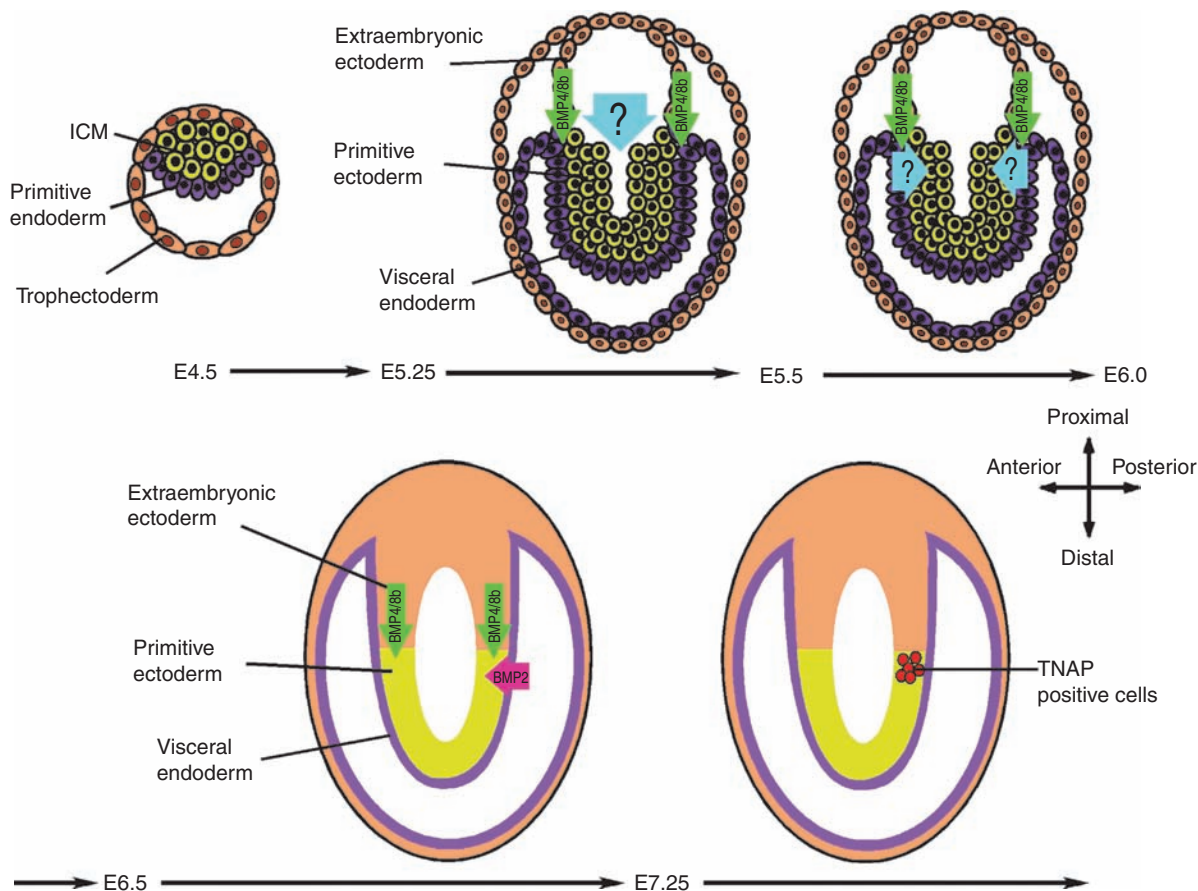 Extraembryonic
ectoderm
ICM
Primitive
endoderm
Trophectoderm
BMP4/8b
?
BMP4/8b
Primitive
ectoderm
Visceral
endoderm
BMP4/8b
BMP4/8b
?
?
E4.5
E5.25
E5.5
E6.0
Proximal
Anterior
Posterior
Distal
Extraembryonic
ectoderm
BMP4/8b
BMP4/8b
Primitive
ectoderm
BMP2
Visceral
endoderm
TNAP
positive cells
E6.5
E7.25